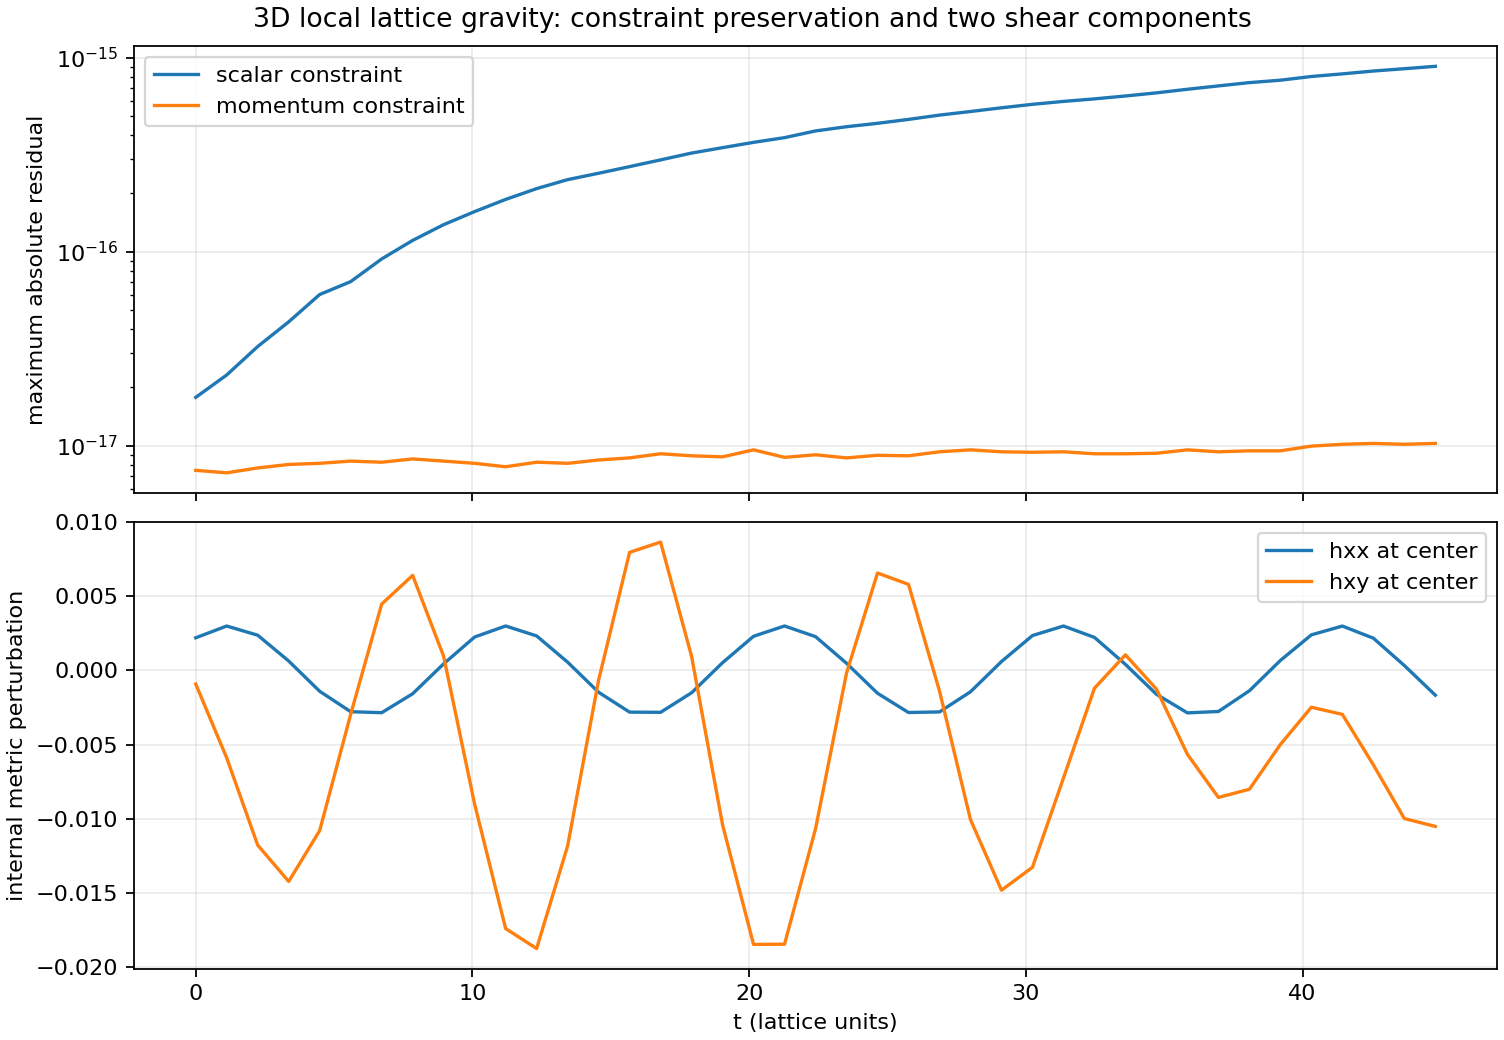 3D local lattice gravity: constraint preservation and two shear components
maximum absolute residual
10⁻¹⁵
10⁻¹⁶
10⁻¹⁷
scalar constraint
momentum constraint
internal metric perturbation
0.010
0.005
0.000
−0.005
−0.010
−0.015
−0.020
hxx at center
hxy at center
0 10 20 30 40
t (lattice units)